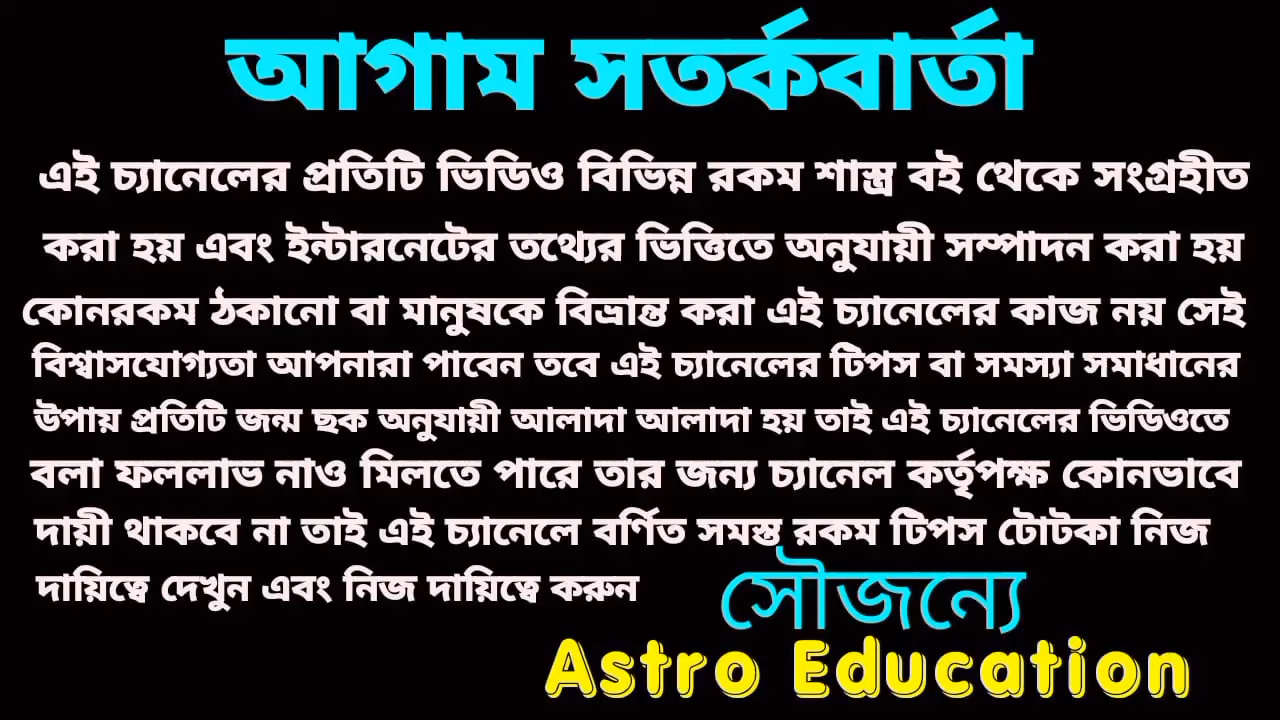 আগাম সতর্কবার্তা
এই চ্যানেলের প্রতিটি ভিডিও বিভিন্ন রকম শাস্ত্র বই থেকে সংগ্রহীত
করা হয় এবং ইন্টারনেটের তথ্যের ভিত্তিতে অনুযায়ী সম্পাদন করা হয়
কোনরকম ঠকানো বা মানুষকে বিভ্রান্ত করা এই চ্যানেলের কাজ নয় সেই
বিশ্বাসযোগ্যতা আপনারা পাবেন তবে এই চ্যানেলের টিপস বা সমস্যা সমাধানের
উপায় প্রতিটি জন্ম ছক অনুযায়ী আলাদা আলাদা হয় তাই এই চ্যানেলের ভিডিওতে
বলা ফললাভ নাও মিলতে পারে তার জন্য চ্যানেল কর্তৃপক্ষ কোনভাবে
দায়ী থাকবে না তাই এই চ্যানেলে বর্ণিত সমস্ত রকম টিপস টোটকা নিজ
দায়িত্বে দেখুন এবং নিজ দায়িত্বে করুন
সৌজন্যে
Astro Education